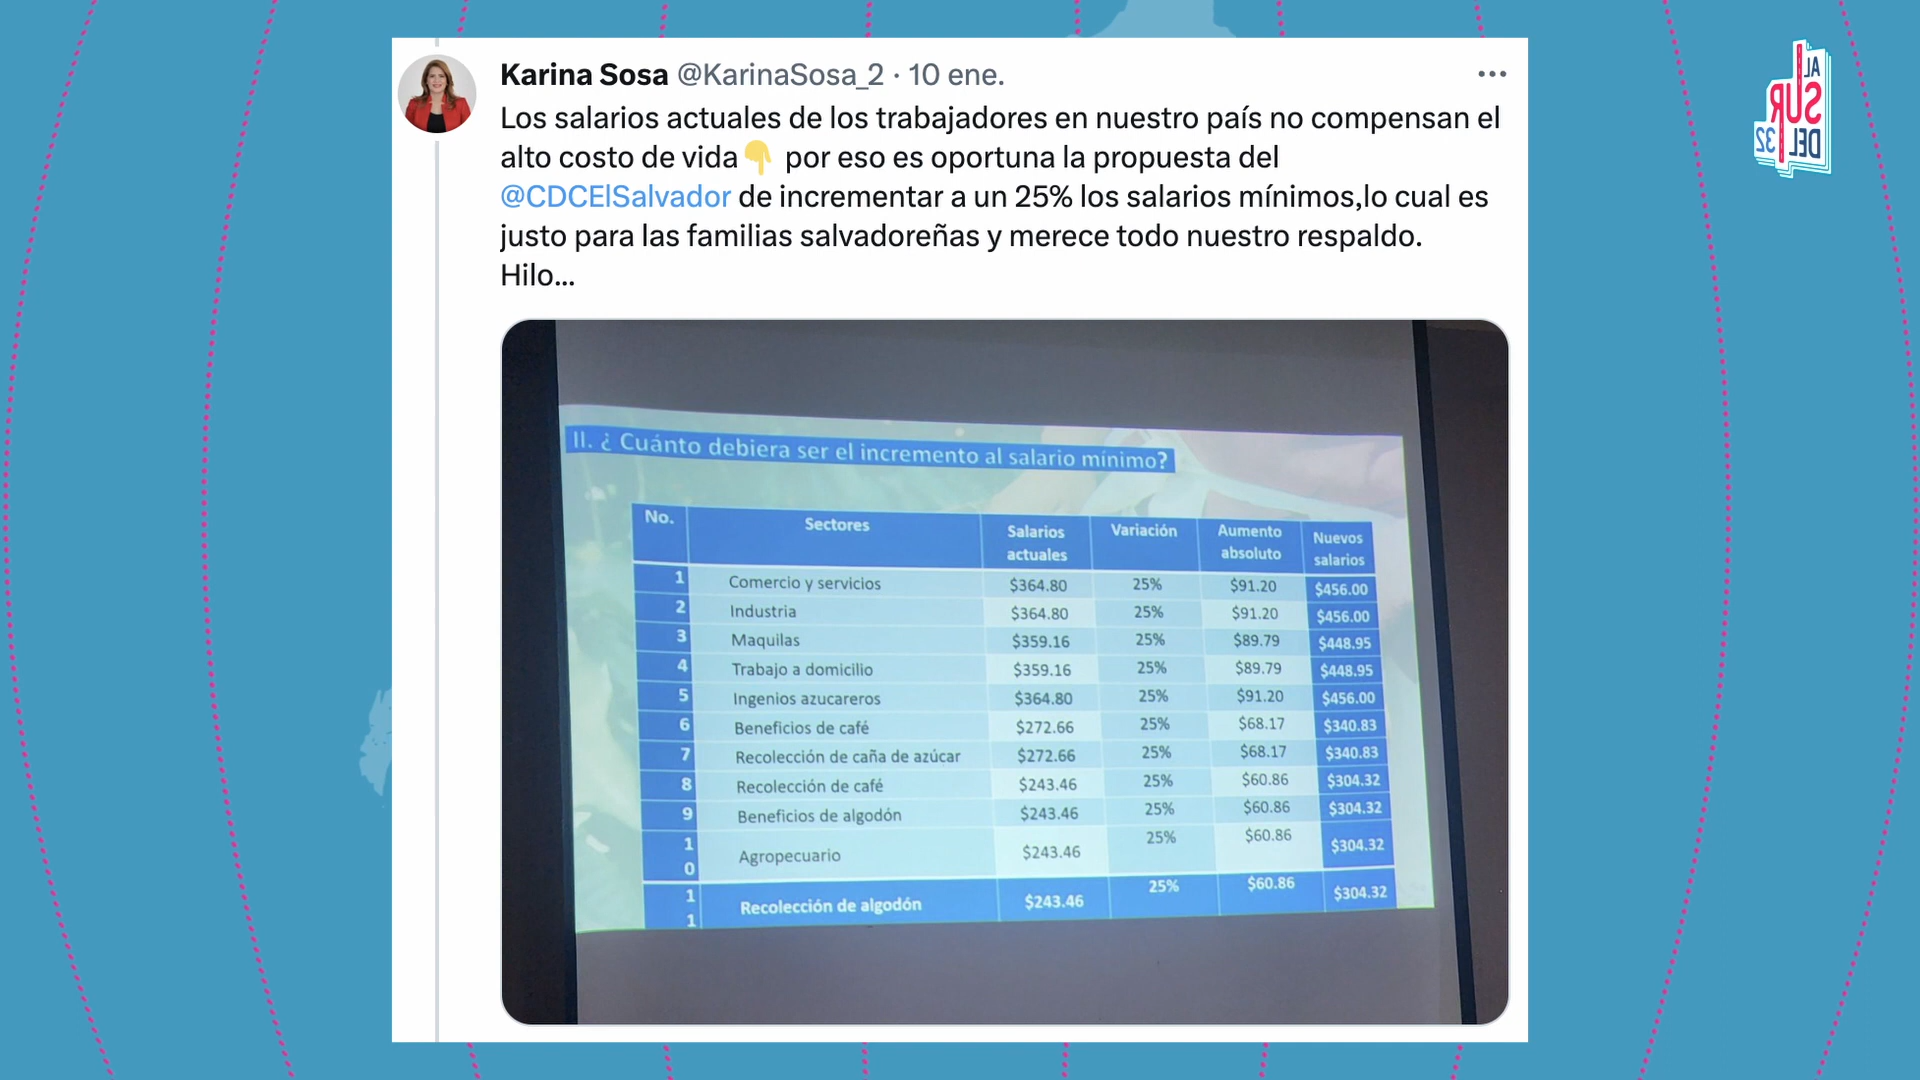 Karina Sosa @KarinaSosa_2 · 10 ene.
Los salarios actuales de los trabajadores en nuestro país no compensan el
alto costo de vida👇 por eso es oportuna la propuesta del
@CDCElSalvador de incrementar a un 25% los salarios mínimos,lo cual es
justo para las familias salvadoreñas y merece todo nuestro respaldo.
Hilo...
AL
SUR
DEL 32
II. ¿ Cuánto debiera ser el incremento al salario mínimo?
No. Sectores Salarios actuales Variación Aumento absoluto Nuevos salarios
1 Comercio y servicios $364.80 25% $91.20 $456.00
2 Industria $364.80 25% $91.20 $456.00
3 Maquilas $359.16 25% $89.79 $448.95
4 Trabajo a domicilio $359.16 25% $89.79 $448.95
5 Ingenios azucareros $364.80 25% $91.20 $456.00
6 Beneficios de café $272.66 25% $68.17 $340.83
7 Recolección de caña de azúcar $272.66 25% $68.17 $340.83
8 Recolección de café $243.46 25% $60.86 $304.32
9 Beneficios de algodón $243.46 25% $60.86 $304.32
10 Agropecuario $243.46 25% $60.86 $304.32
11 Recolección de algodón $243.46 25% $60.86 $304.32